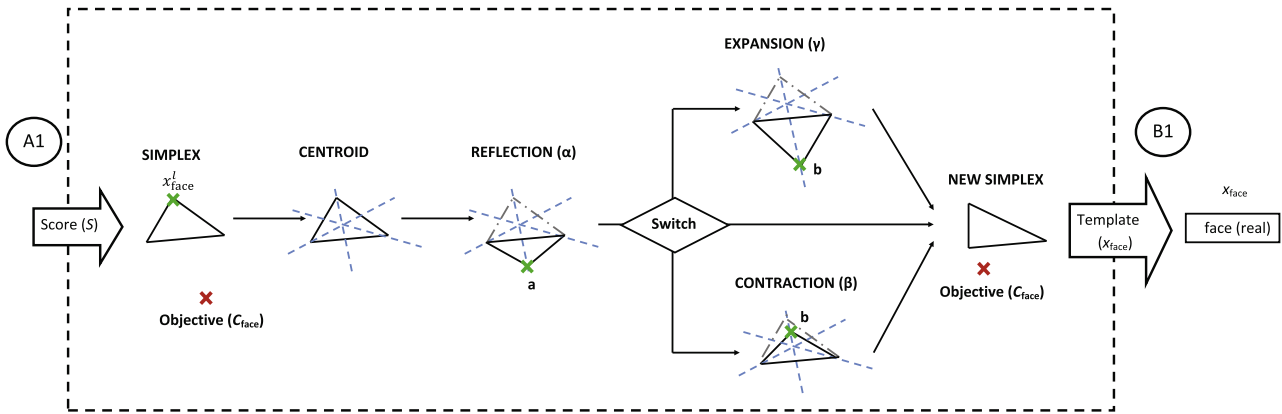 A1
Score (S)
SIMPLEX
x^l_face
Objective (C_face)
CENTROID
REFLECTION (α)
a
Switch
EXPANSION (γ)
b
CONTRACTION (β)
b
NEW SIMPLEX
Objective (C_face)
Template
(x_face)
B1
x_face
face (real)